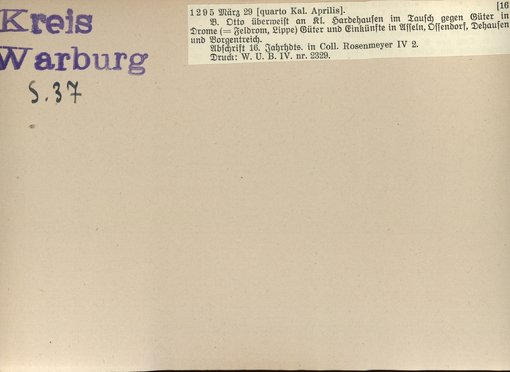 Kreis
Warburg
S. 37
1295 März 29 [quarto Kal. Aprilis]. [16
B. Otto überweist an Kl. Hardehausen im Tausch gegen Güter in
Drome (= Feldrom, Lippe) Güter und Einkünfte in Asseln, Offendorf, Dehausen
und Borgentreich.
Abschrift 16. Jahrhdts. in Coll. Rosenmeyer IV 2.
Druck: W. U. B. IV. nr. 2329.